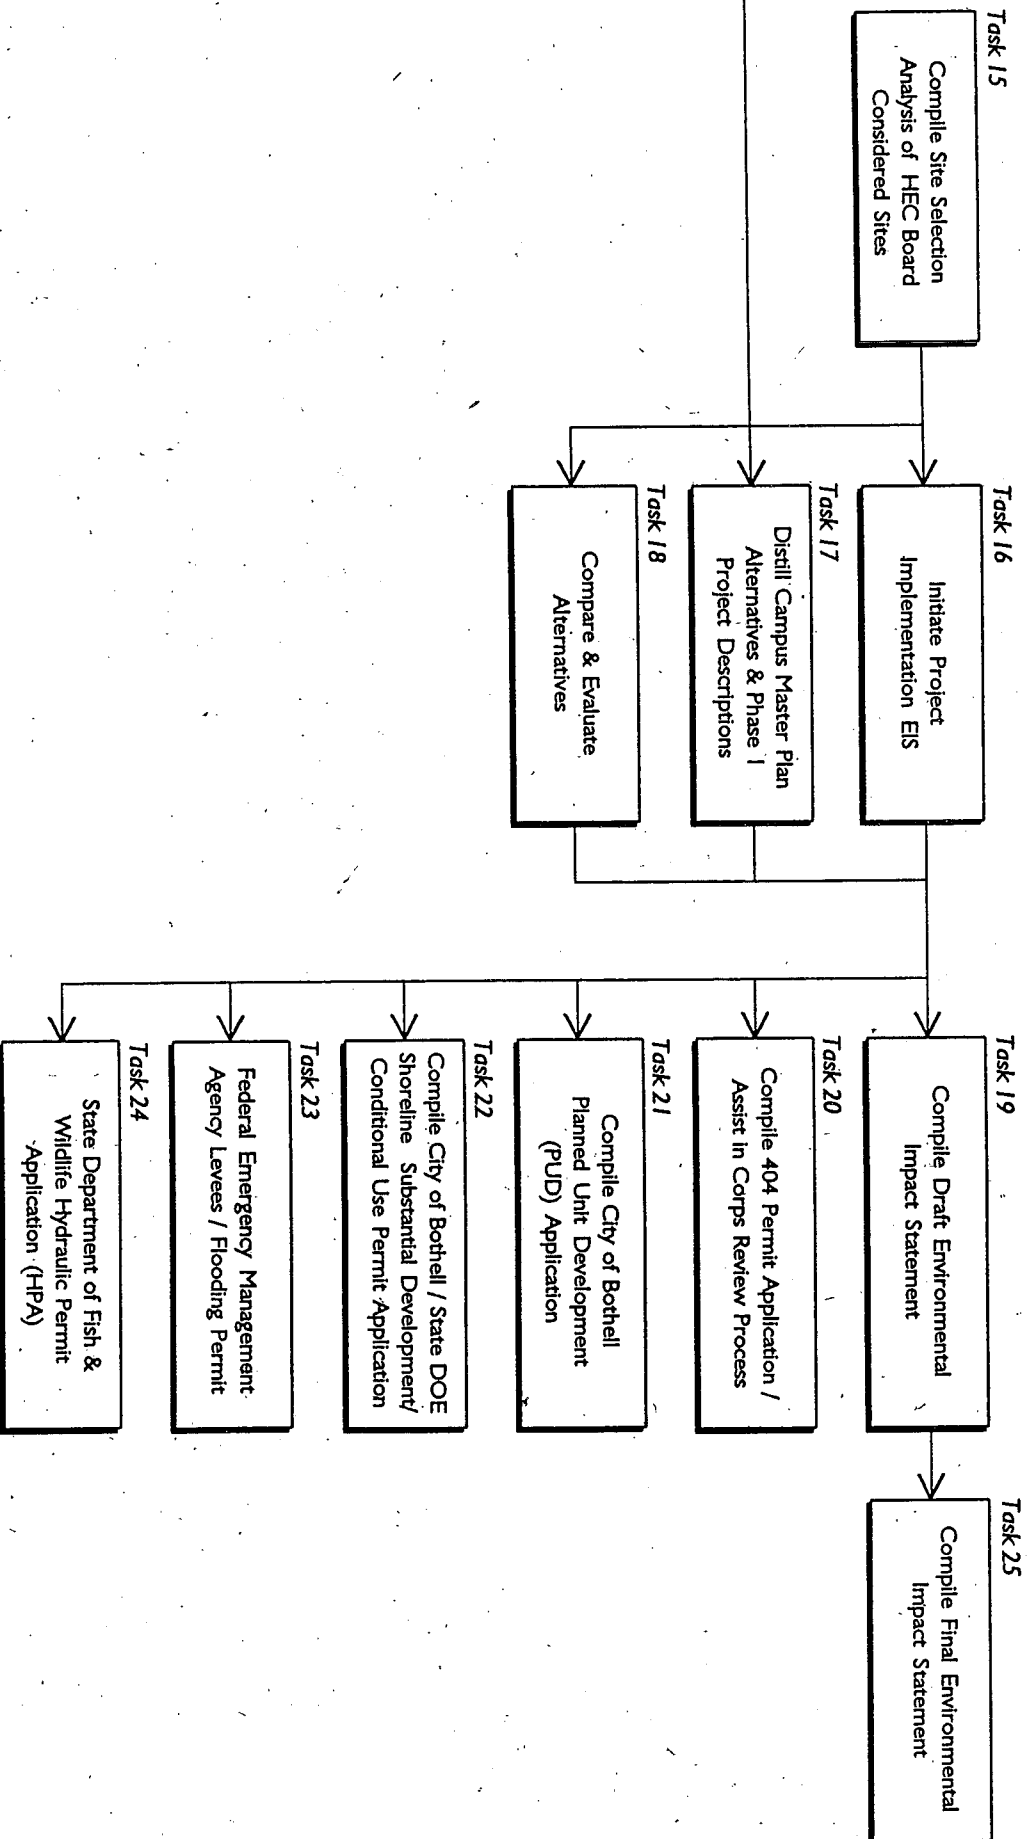 Task 15
Compile Site Selection
Analysis of HEC Board
Considered Sites
Task 16
Initiate Project
Implementation EIS
Task 17
Distill Campus Master Plan
Alternatives & Phase 1
Project Descriptions
Task 18
Compare & Evaluate
Alternatives
Task 19
Compile Draft Environmental
Impact Statement
Task 20
Compile 404 Permit Application /
Assist in Corps Review Process
Task 21
Compile City of Bothell
Planned Unit Development
(PUD) Application
Task 22
Compile City of Bothell / State DOE
Shoreline Substantial Development/
Conditional Use Permit Application
Task 23
Federal Emergency Management
Agency Levees / Flooding Permit
Task 24
State Department of Fish &
Wildlife Hydraulic Permit
Application (HPA)
Task 25
Compile Final Environmental
Impact Statement